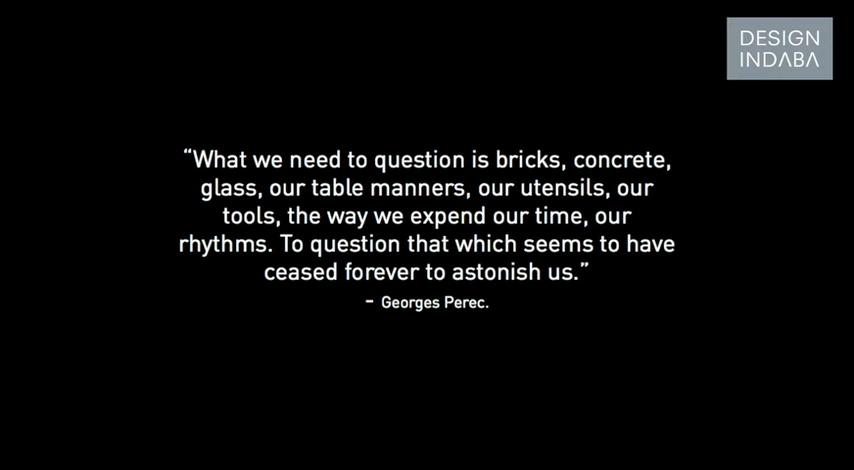 DESIGN
INDABA
“What we need to question is bricks, concrete,
glass, our table manners, our utensils, our
tools, the way we expend our time, our
rhythms. To question that which seems to have
ceased forever to astonish us.”
– Georges Perec.